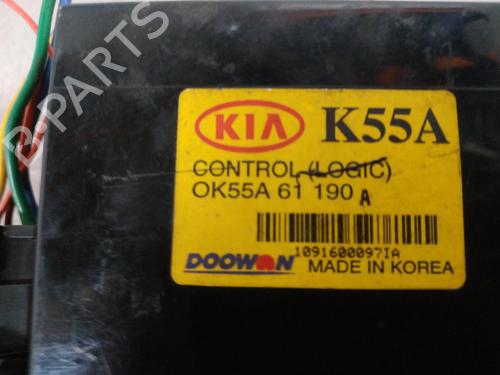 KIA K55A
CONTROL (LOGIC)
OK55A 61 190 A
1091600097IA
DOOWON MADE IN KOREA
B-PARTS